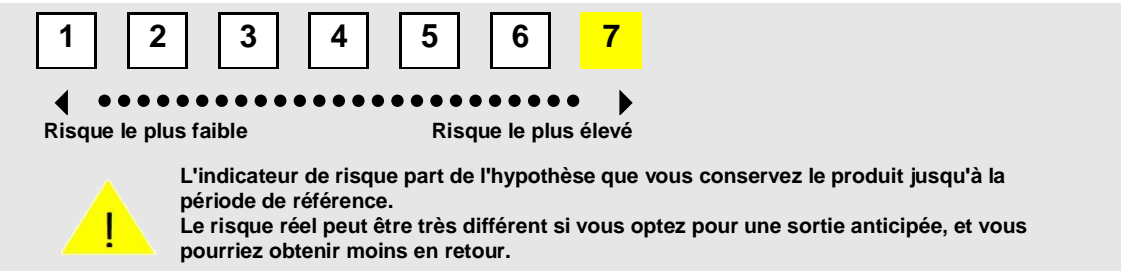 1 2 3 4 5 6 7
Risque le plus faible Risque le plus élevé
L'indicateur de risque part de l'hypothèse que vous conservez le produit jusqu'à la
période de référence.
Le risque réel peut être très différent si vous optez pour une sortie anticipée, et vous
pourriez obtenir moins en retour.
!